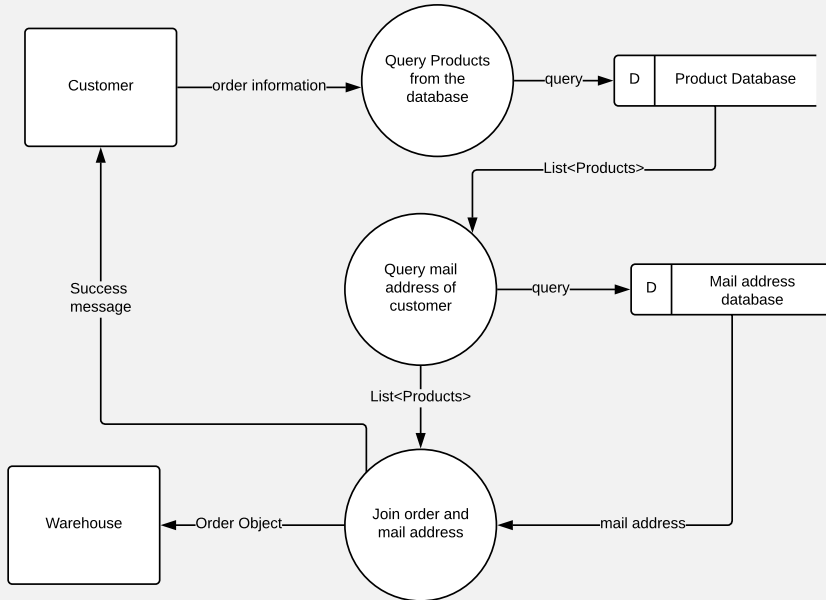 Customer
order information
Query Products
from the
database
query
D
Product Database
List<Products>
Query mail
address of
customer
query
D
Mail address
database
Success
message
List<Products>
Warehouse
Order Object
Join order and
mail address
mail address